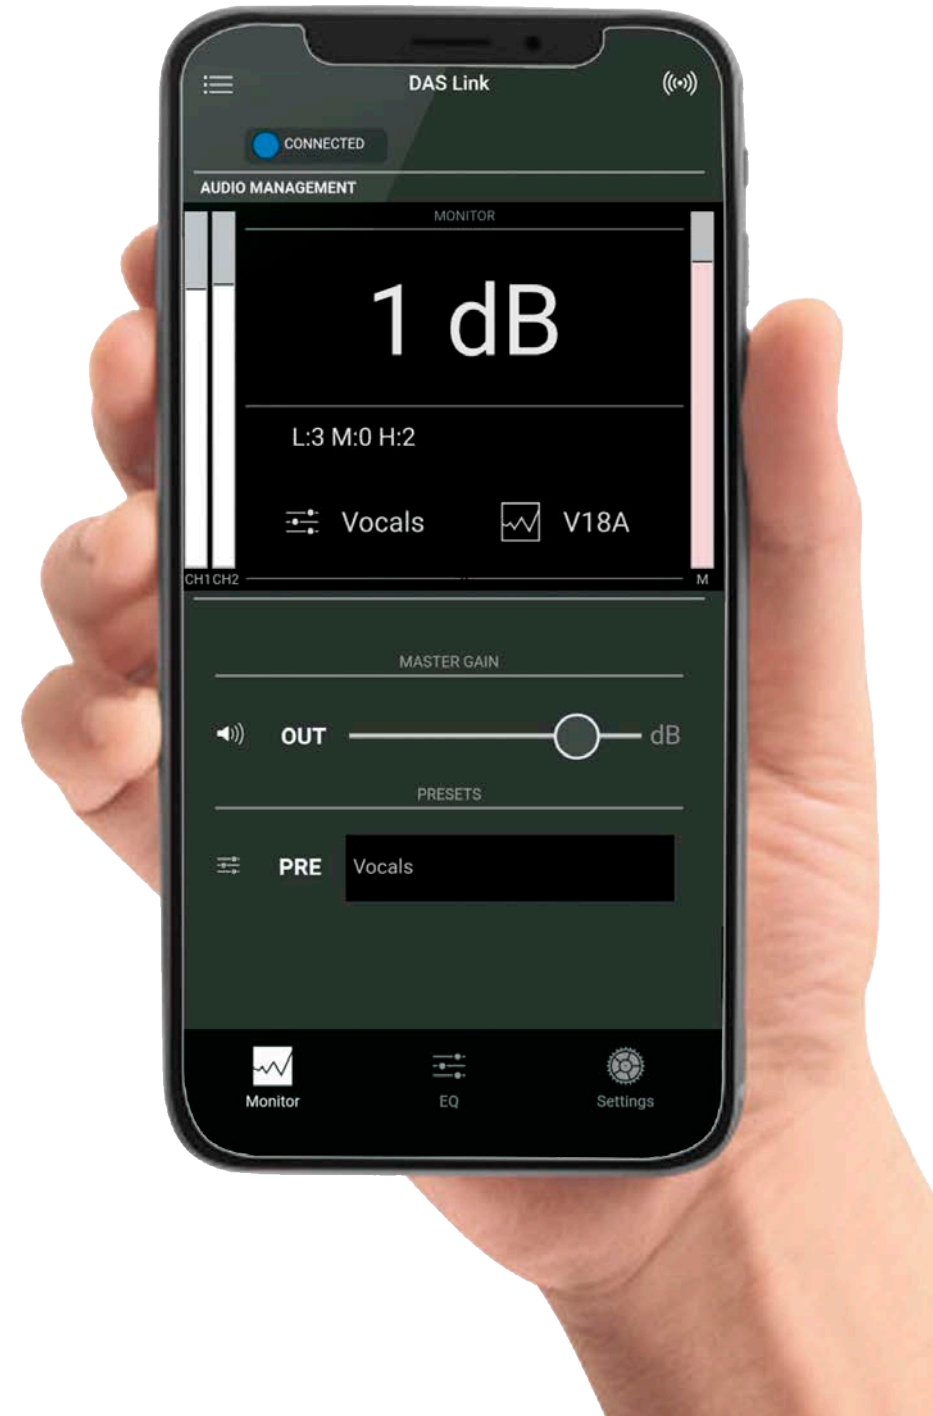 DAS Link
CONNECTED
AUDIO MANAGEMENT
MONITOR
1 dB
L:3 M:0 H:2
Vocals V18A
CH1 CH2 M
MASTER GAIN
OUT dB
PRESETS
PRE Vocals
Monitor EQ Settings